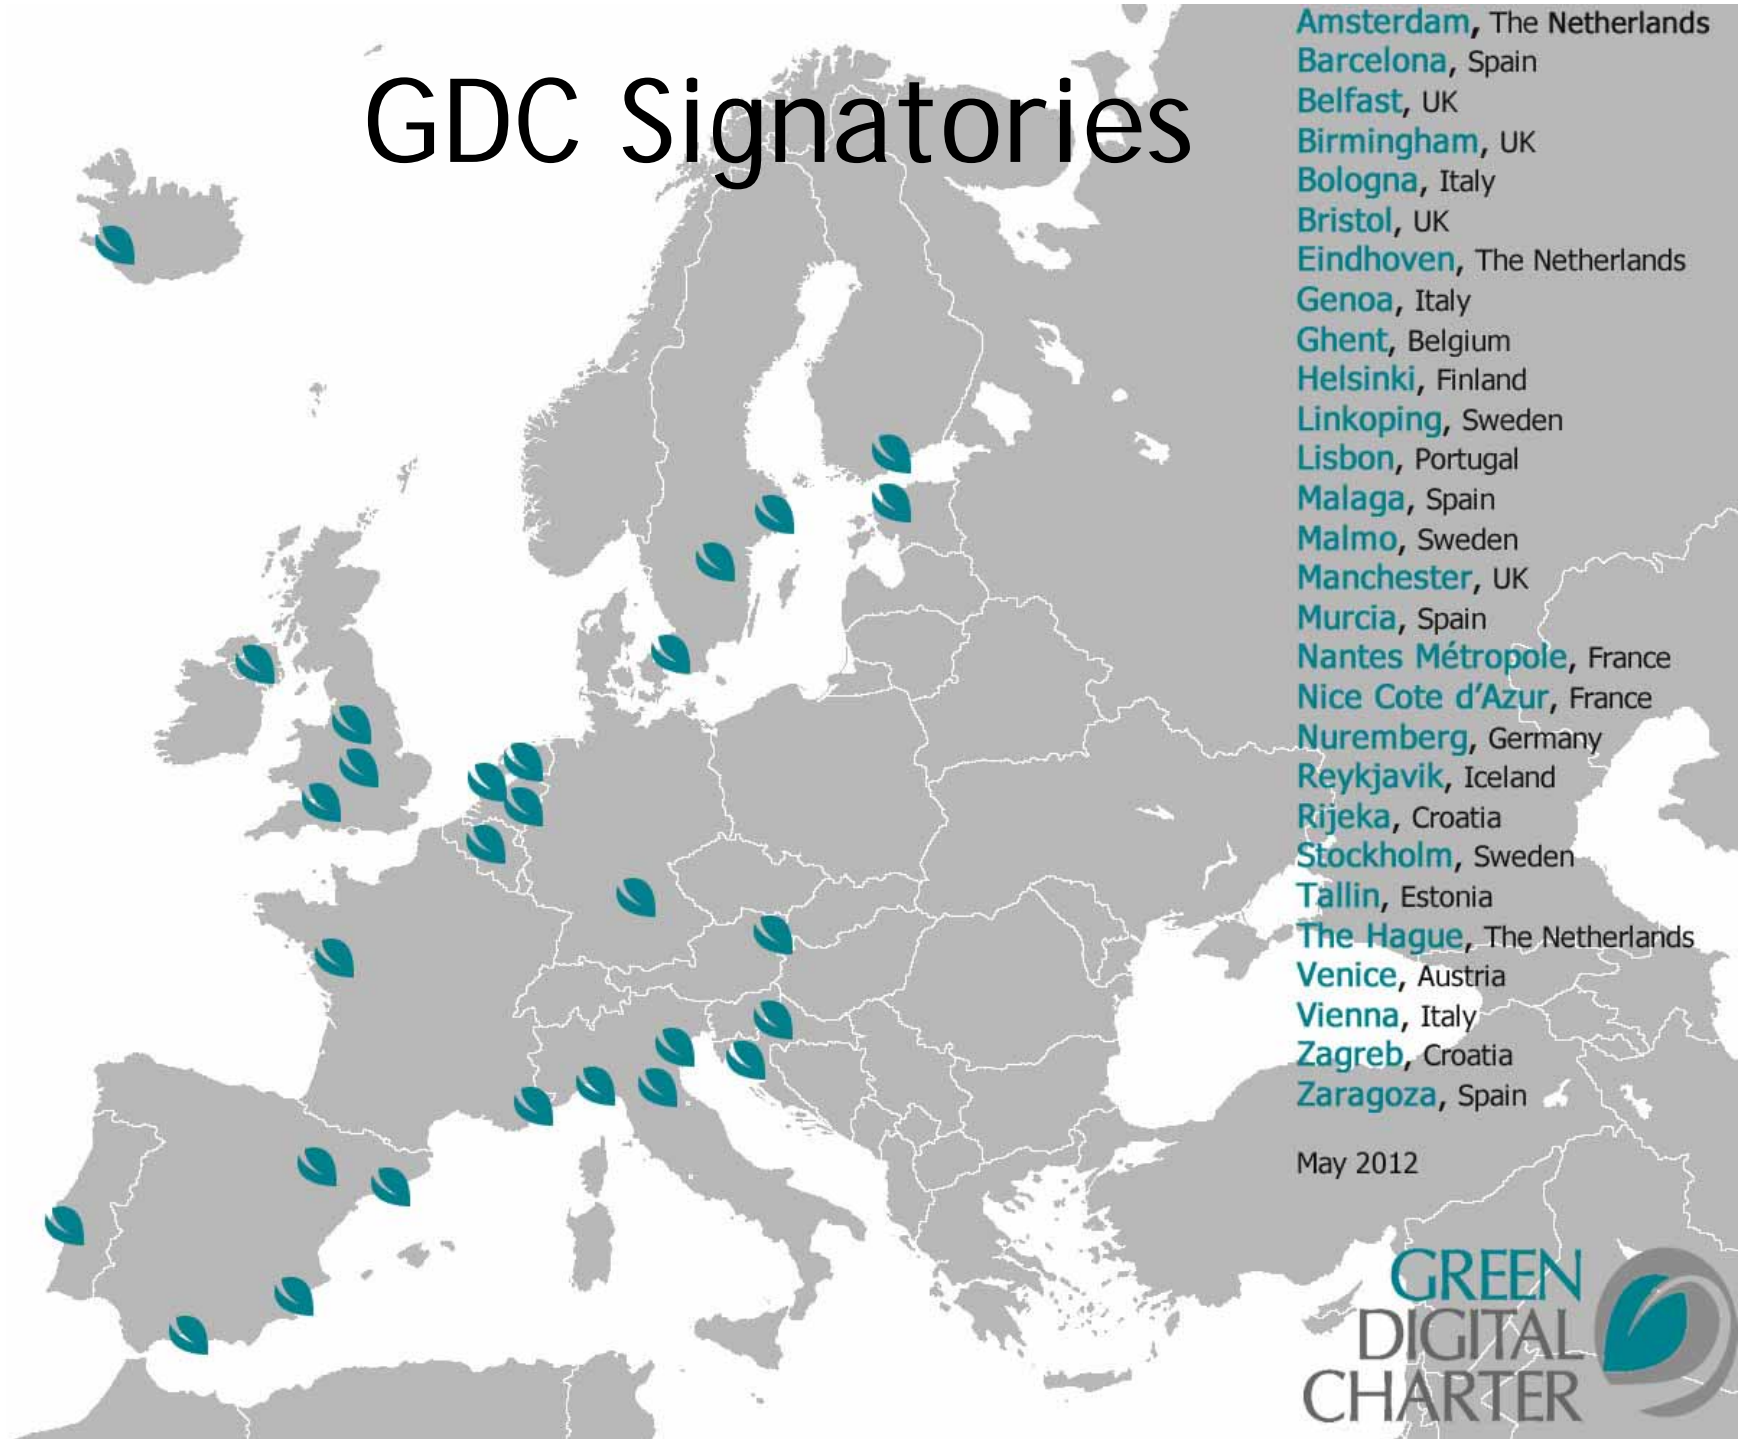 GDC Signatories
Amsterdam, The Netherlands
Barcelona, Spain
Belfast, UK
Birmingham, UK
Bologna, Italy
Bristol, UK
Eindhoven, The Netherlands
Genoa, Italy
Ghent, Belgium
Helsinki, Finland
Linkoping, Sweden
Lisbon, Portugal
Malaga, Spain
Malmo, Sweden
Manchester, UK
Murcia, Spain
Nantes Métropole, France
Nice Cote d’Azur, France
Nuremberg, Germany
Reykjavik, Iceland
Rijeka, Croatia
Stockholm, Sweden
Tallin, Estonia
The Hague, The Netherlands
Venice, Austria
Vienna, Italy
Zagreb, Croatia
Zaragoza, Spain
May 2012
GREEN
DIGITAL
CHARTER